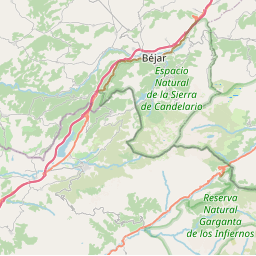 Béjar
Espacio
Natural
de la Sierra
de Candelario
Reserva
Natural
Garganta
de los Infiernos